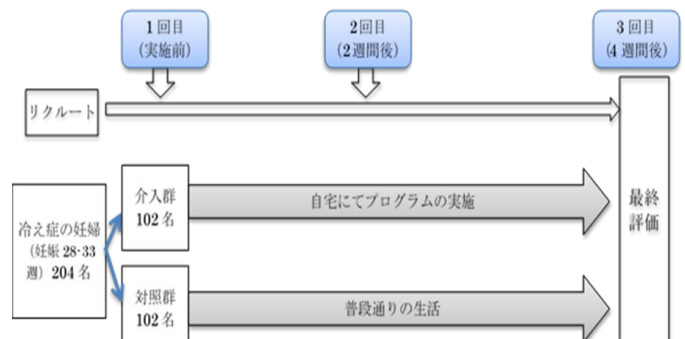 1回目
(実施前)
2回目
(2週間後)
3回目
(4週間後)
リクルート
冷え症の妊婦
(妊娠 28-33
週) 204名
介入群
102名
自宅にてプログラムの実施
対照群
102名
普段通りの生活
最終
評価